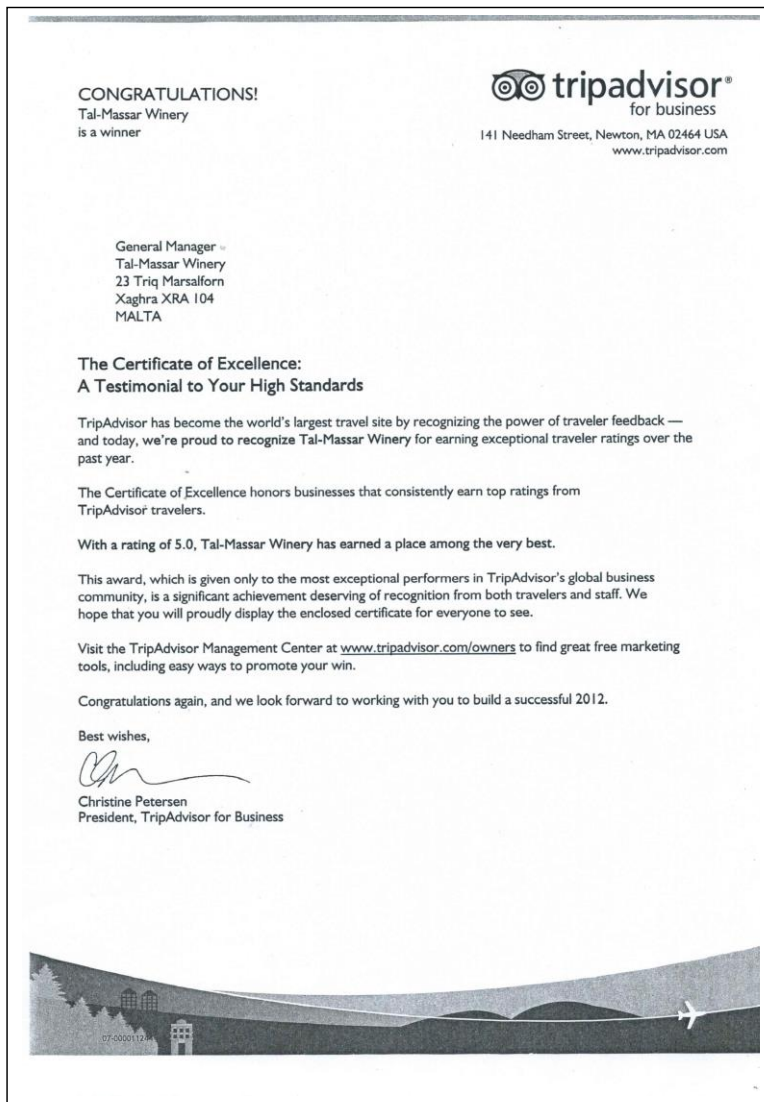 CONGRATULATIONS!
Tal-Massar Winery
is a winner
tripadvisor®
for business
141 Needham Street, Newton, MA 02464 USA
www.tripadvisor.com
General Manager
Tal-Massar Winery
23 Triq Marsalforn
Xaghra XRA 104
MALTA
The Certificate of Excellence:
A Testimonial to Your High Standards
TripAdvisor has become the world's largest travel site by recognizing the power of traveler feedback —
and today, we're proud to recognize Tal-Massar Winery for earning exceptional traveler ratings over the
past year.
The Certificate of Excellence honors businesses that consistently earn top ratings from
TripAdvisor travelers.
With a rating of 5.0, Tal-Massar Winery has earned a place among the very best.
This award, which is given only to the most exceptional performers in TripAdvisor's global business
community, is a significant achievement deserving of recognition from both travelers and staff. We
hope that you will proudly display the enclosed certificate for everyone to see.
Visit the TripAdvisor Management Center at www.tripadvisor.com/owners to find great free marketing
tools, including easy ways to promote your win.
Congratulations again, and we look forward to working with you to build a successful 2012.
Best wishes,
Christine Petersen
President, TripAdvisor for Business